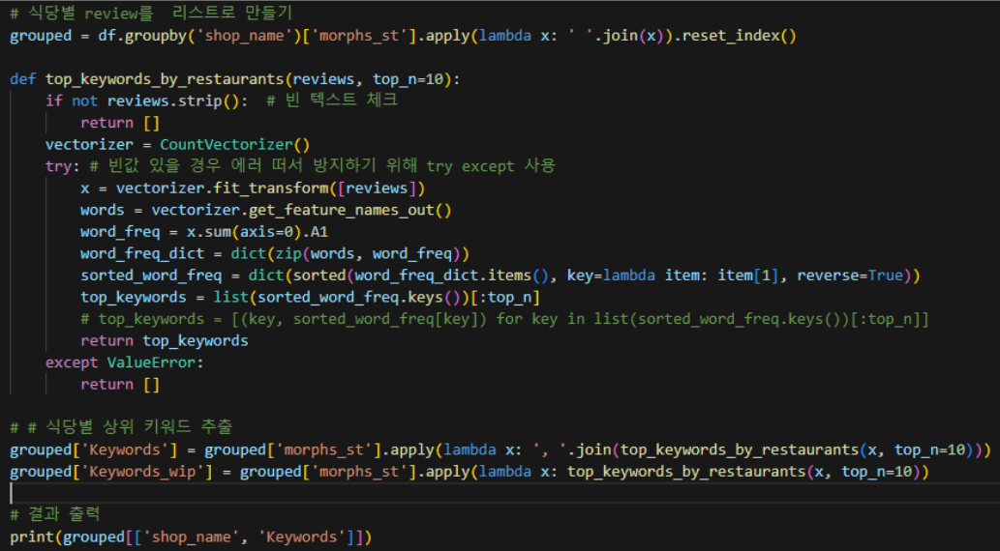 # 식당별 review를  리스트로 만들기
grouped = df.groupby('shop_name')['morphs_st'].apply(lambda x: ' '.join(x)).reset_index()

def top_keywords_by_restaurants(reviews, top_n=10):
    if not reviews.strip():  # 빈 텍스트 체크
        return []
    vectorizer = CountVectorizer()
    try: # 빈값 있을 경우 에러 떠서 방지하기 위해 try except 사용
        x = vectorizer.fit_transform([reviews])
        words = vectorizer.get_feature_names_out()
        word_freq = x.sum(axis=0).A1
        word_freq_dict = dict(zip(words, word_freq))
        sorted_word_freq = dict(sorted(word_freq_dict.items(), key=lambda item: item[1], reverse=True))
        top_keywords = list(sorted_word_freq.keys())[:top_n]
        # top_keywords = [(key, sorted_word_freq[key]) for key in list(sorted_word_freq.keys())[:top_n]]
        return top_keywords
    except ValueError:
        return []

# # 식당별 상위 키워드 추출
grouped['Keywords'] = grouped['morphs_st'].apply(lambda x: ', '.join(top_keywords_by_restaurants(x, top_n=10)))
grouped['Keywords_wip'] = grouped['morphs_st'].apply(lambda x: top_keywords_by_restaurants(x, top_n=10))

# 결과 출력
print(grouped[['shop_name', 'Keywords']])